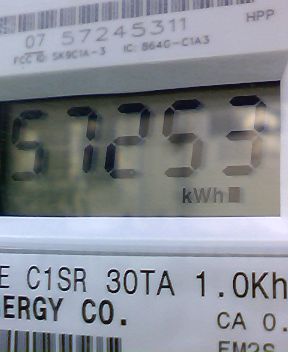 07 57245311 HPP
FCC ID: SK9C1A-3 IC: 864G-C1A3
57253
kWh
E C1SR 30TA 1.0Kh
ERGY CO.
CA 0.
FM2S